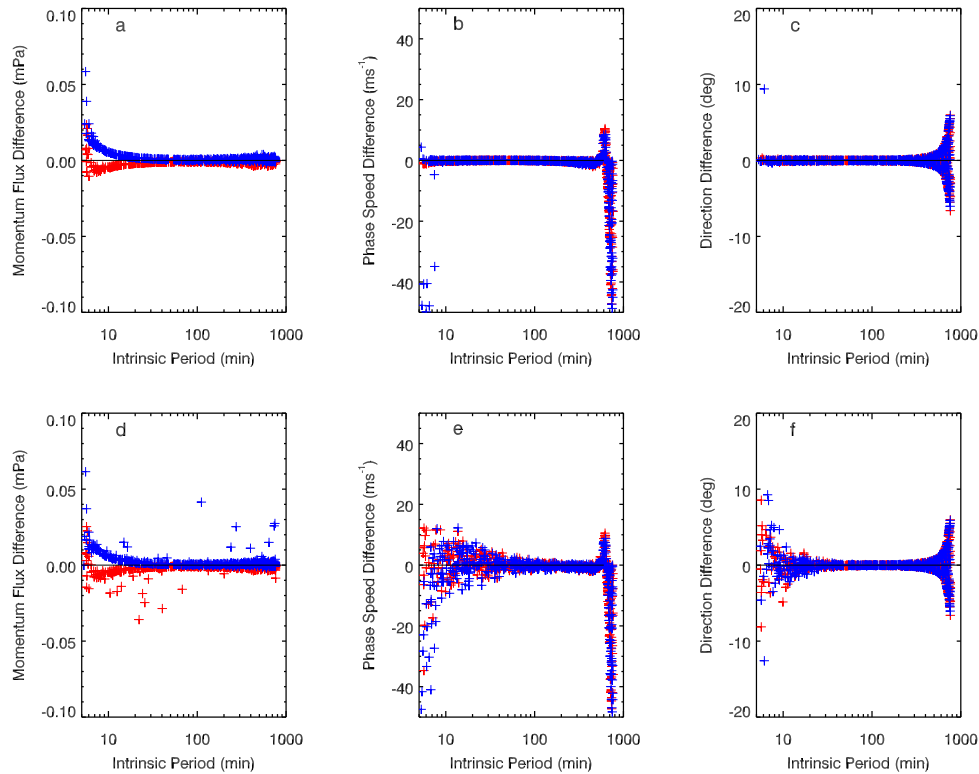 a
0.10
0.05
0.00
-0.05
-0.10
Momentum Flux Difference (mPa)
10
100
1000
Intrinsic Period (min)
b
40
20
0
-20
-40
Phase Speed Difference (ms-1)
10
100
1000
Intrinsic Period (min)
c
20
10
0
-10
-20
Direction Difference (deg)
10
100
1000
Intrinsic Period (min)
d
0.10
0.05
0.00
-0.05
-0.10
Momentum Flux Difference (mPa)
10
100
1000
Intrinsic Period (min)
e
40
20
0
-20
-40
Phase Speed Difference (ms-1)
10
100
1000
Intrinsic Period (min)
f
20
10
0
-10
-20
Direction Difference (deg)
10
100
1000
Intrinsic Period (min)